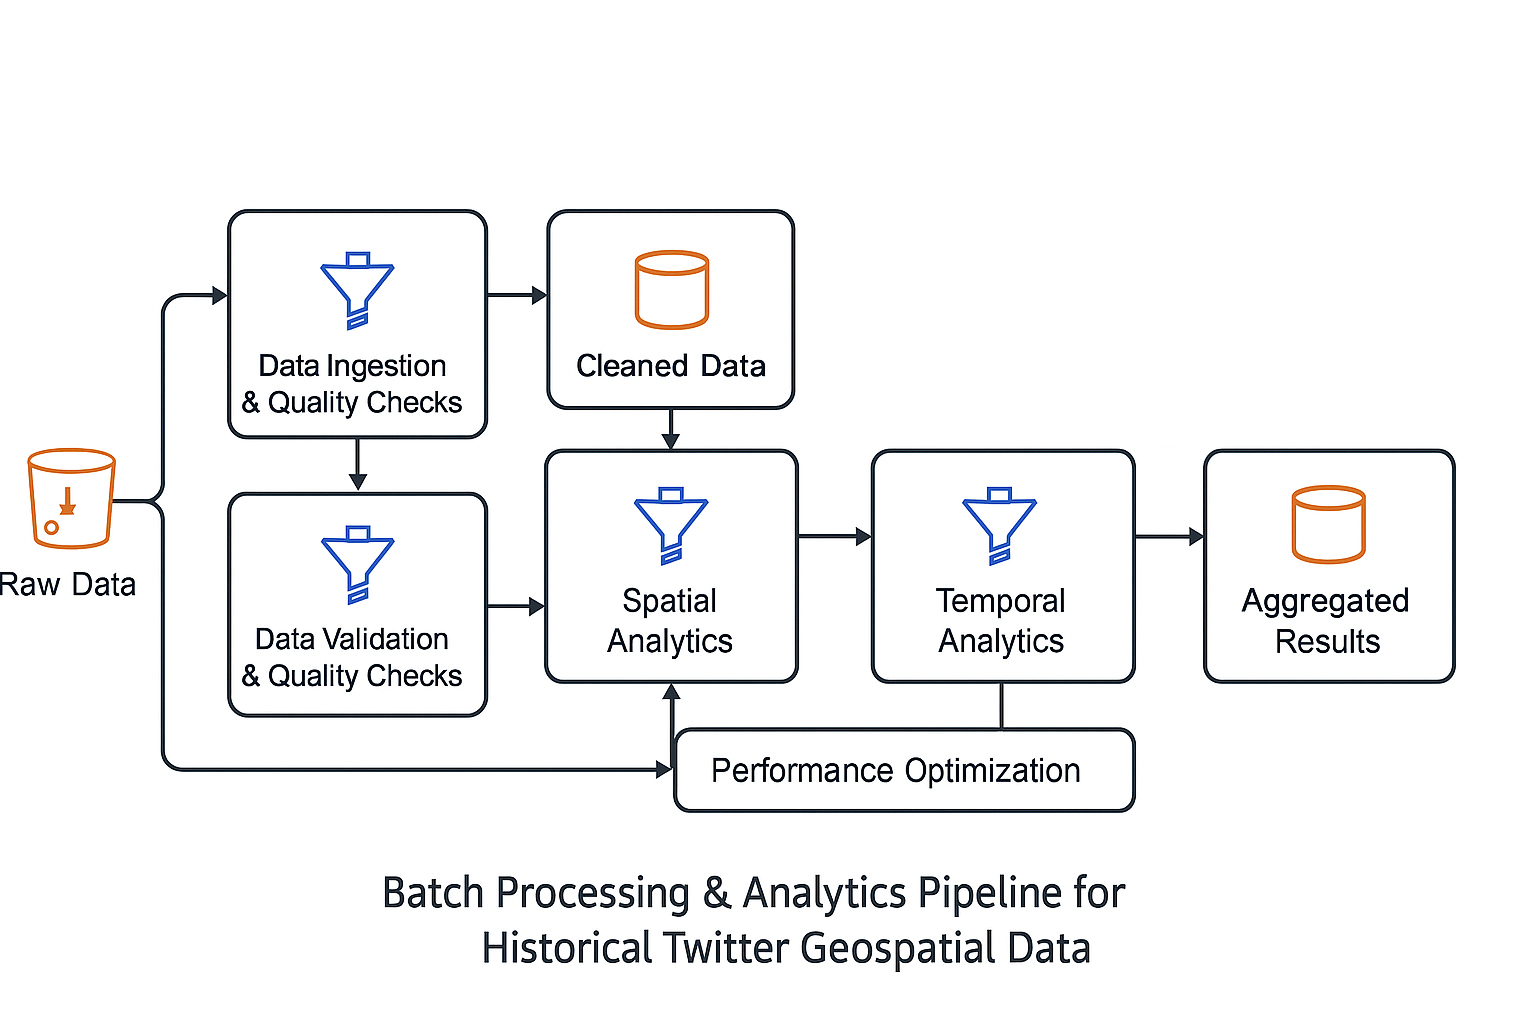 Data Ingestion
& Quality Checks
Cleaned Data
Raw Data
Data Validation
& Quality Checks
Spatial
Analytics
Temporal
Analytics
Aggregated
Results
Performance Optimization
Batch Processing & Analytics Pipeline for
Historical Twitter Geospatial Data